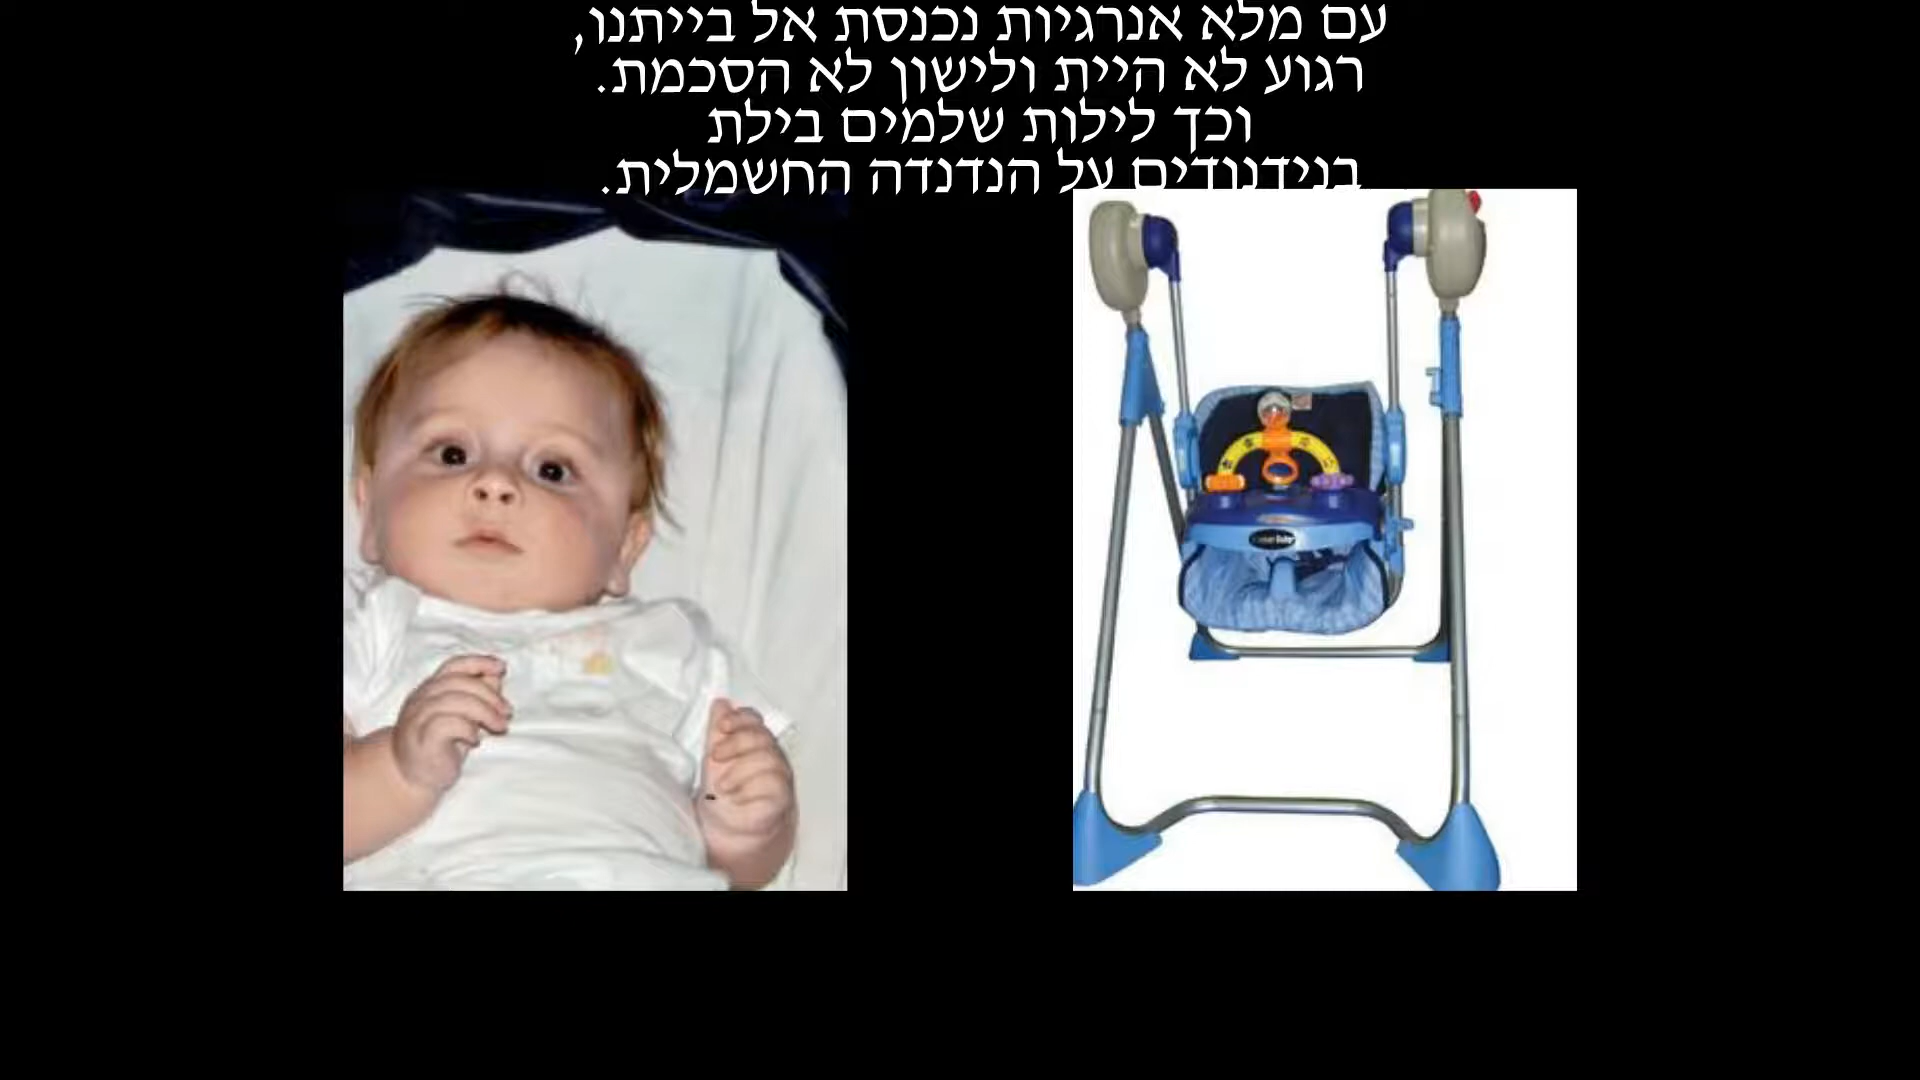 עם מלא אנרגיות נכנסת אל בייתנו,
רגוע לא היית ולישון לא הסכמת.
וכך לילות שלמים בילת
בנידנודים על הנדנדה החשמלית.